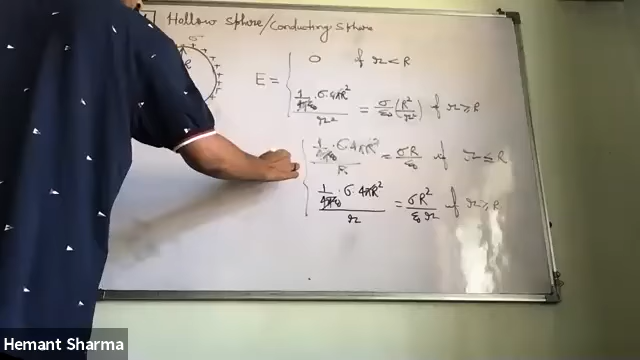 Hollow Sphere/Conducting Sphere
σ
R
E = 0 if r < R
1/4πε₀ · σ·4πR² / r² = σ/ε₀ (R²/r²) if r ≥ R
1/4πε₀ · σ·4πR² / R = σR/ε₀ if r ≤ R
1/4πε₀ · σ·4πR² / r = σR²/ε₀r if r ≥ R
Hemant Sharma